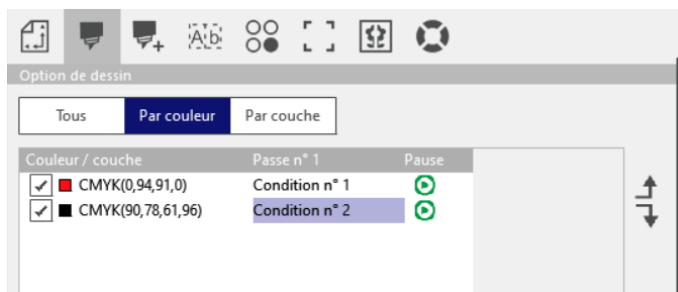 A b
Option de dessin
Tous Par couleur Par couche
Couleur / couche Passe n° 1 Pause
CMYK(0,94,91,0) Condition n° 1
CMYK(90,78,61,96) Condition n° 2